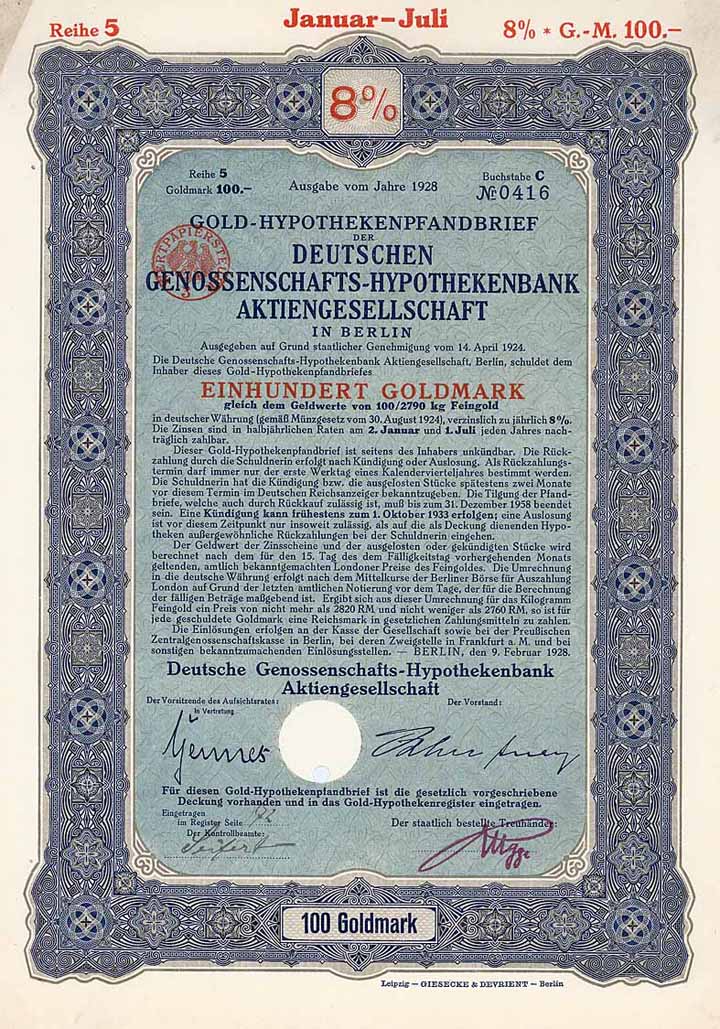 Reihe 5
Januar-Juli
8% * G.-M. 100.-
8%
Reihe 5
Goldmark 100.-
Ausgabe vom Jahre 1928
Buchstabe C
№ 0416
GOLD-HYPOTHEKENPFANDBRIEF
DER
DEUTSCHEN
GENOSSENSCHAFTS-HYPOTHEKENBANK
AKTIENGESELLSCHAFT
IN BERLIN
Ausgegeben auf Grund staatlicher Genehmigung vom 14. April 1924.
Die Deutsche Genossenschafts-Hypothekenbank Aktiengesellschaft, Berlin, schuldet dem
Inhaber dieses Gold-Hypothekenpfandbriefes
EINHUNDERT GOLDMARK
gleich dem Geldwerte von 100/2790 kg Feingold
in deutscher Währung (gemäß Münzgesetz vom 30. August 1924), verzinslich zu jährlich 8%.
Die Zinsen sind in halbjährlichen Raten am 2. Januar und 1. Juli jeden Jahres nach-
träglich zahlbar.
Dieser Gold-Hypothekenpfandbrief ist seitens des Inhabers unkündbar. Die Rück-
zahlung durch die Schuldnerin erfolgt nach Kündigung oder Auslosung. Als Rückzahlungs-
termin darf immer nur der erste Werktag eines Kalendervierteljahres bestimmt werden.
Die Schuldnerin hat die Kündigung bzw. die ausgelosten Stücke spätestens zwei Monate
vor diesem Termin im Deutschen Reichsanzeiger bekanntzugeben. Die Tilgung der Pfand-
briefe, welche auch durch Rückkauf zulässig ist, muß bis zum 31. Dezember 1958 beendet
sein. Eine Kündigung kann frühestens zum 1. Oktober 1933 erfolgen; eine Auslosung
ist vor diesem Zeitpunkt nur insoweit zulässig, als auf die als Deckung dienenden Hypo-
theken außergewöhnliche Rückzahlungen bei der Schuldnerin eingehen.
Der Geldwert der Zinsscheine und der ausgelosten oder gekündigten Stücke wird
berechnet nach dem für den 15. Tag des dem Fälligkeitstag vorhergehenden Monats
geltenden, amtlich bekanntgemachten Londoner Preise des Feingoldes. Die Umrechnung
in die deutsche Währung erfolgt nach dem Mittelkurse der Berliner Börse für Auszahlung
London auf Grund der letzten amtlichen Notierung vor dem Tage, der für die Berechnung
der fälligen Beträge maßgebend ist. Ergibt sich aus dieser Umrechnung für das Kilogramm
Feingold ein Preis von nicht mehr als 2820 RM und nicht weniger als 2760 RM, so ist für
jede geschuldete Goldmark eine Reichsmark in gesetzlichen Zahlungsmitteln zu zahlen.
Die Einlösungen erfolgen an der Kasse der Gesellschaft sowie bei der Preußischen
Zentralgenossenschaftskasse in Berlin, bei deren Zweigstelle in Frankfurt a. M. und bei
sonstigen bekanntzumachenden Einlösungsstellen. — BERLIN, den 9. Februar 1928.
Deutsche Genossenschafts-Hypothekenbank
Aktiengesellschaft
Der Vorsitzende des Aufsichtsrates:
In Vertretung
Der Vorstand:
Für diesen Gold-Hypothekenpfandbrief ist die gesetzlich vorgeschriebene
Deckung vorhanden und in das Gold-Hypothekenregister eingetragen.
Eingetragen
im Register Seite 92
Der Kontrollbeamte:
Seifert
Der staatlich bestellte Treuhänder:
100 Goldmark
Leipzig — GIESECKE & DEVRIENT — Berlin